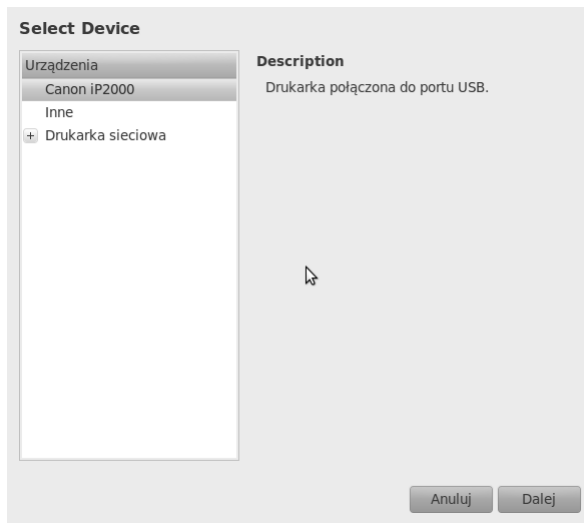 Select Device
Urządzenia
Canon iP2000
Inne
Drukarka sieciowa
Description
Drukarka połączona do portu USB.
Anuluj
Dalej